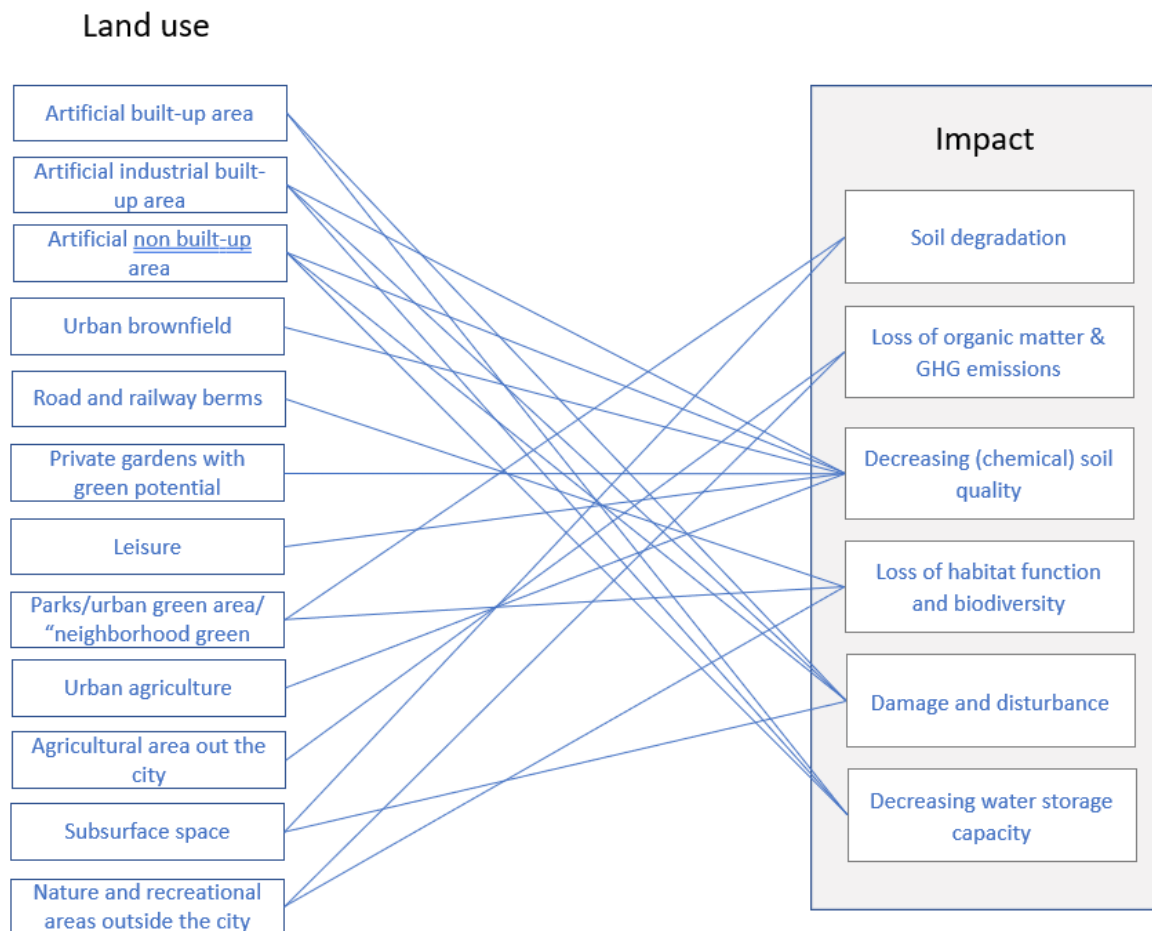 Land use
Artificial built-up area
Artificial industrial built-
up area
Artificial non built-up
area
Urban brownfield
Road and railway berms
Private gardens with
green potential
Leisure
Parks/urban green area/
“neighborhood green
Urban agriculture
Agricultural area out the
city
Subsurface space
Nature and recreational
areas outside the city
Impact
Soil degradation
Loss of organic matter &
GHG emissions
Decreasing (chemical) soil
quality
Loss of habitat function
and biodiversity
Damage and disturbance
Decreasing water storage
capacity